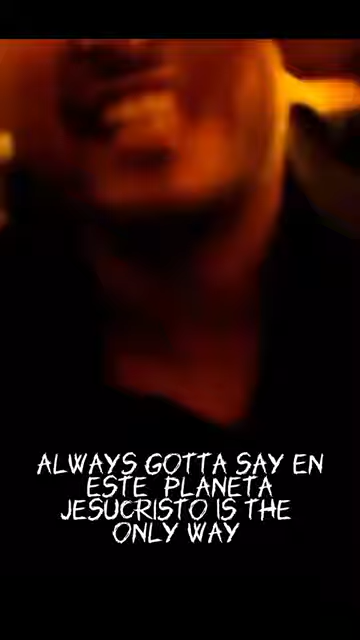 ALWAYS GOTTA SAY EN
ESTE PLANETA
JESUCRISTO IS THE
ONLY WAY